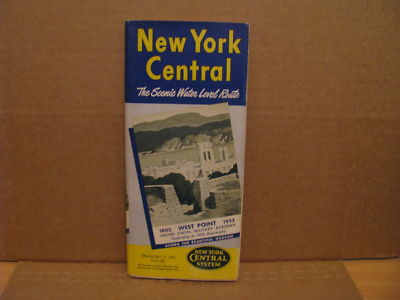 New York
Central
The Scenic Water Level Route
1802 WEST POINT 1952
UNITED STATES MILITARY ACADEMY
ALONG THE BEAUTIFUL HUDSON
NEW YORK
CENTRAL
SYSTEM